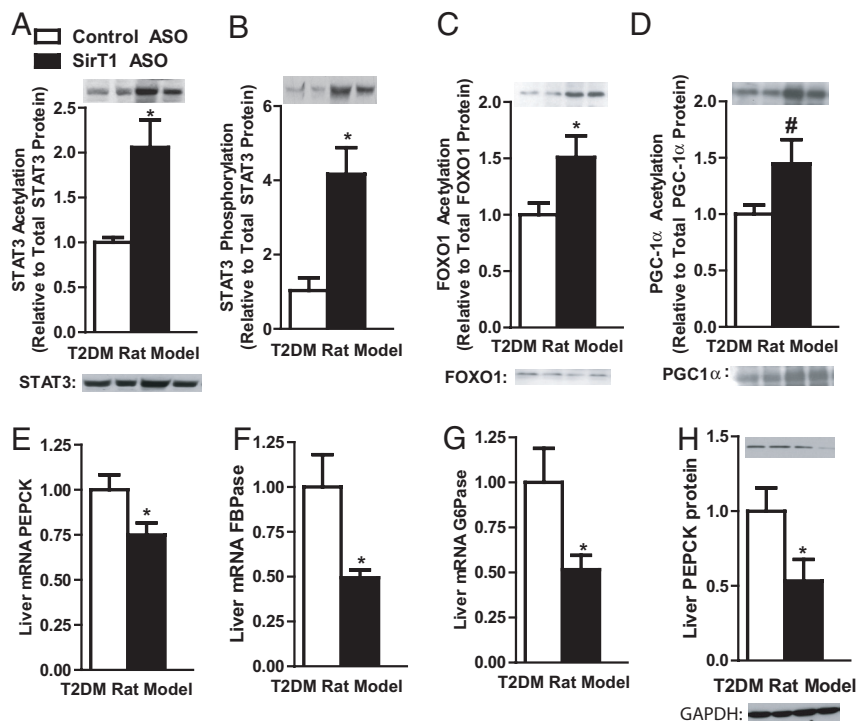 A
Control ASO
SirT1 ASO
STAT3 Acetylation
(Relative to Total STAT3 Protein)
2.5
2.0
1.5
1.0
0.5
0.0
*
T2DM Rat Model
STAT3:
B
STAT3 Phosphorylation
(Relative to Total STAT3 Protein)
6
4
2
0
*
T2DM Rat Model
C
FOXO1 Acetylation
(Relative to Total FOXO1 Protein)
2.0
1.5
1.0
0.5
0.0
*
T2DM Rat Model
FOXO1:
D
PGC-1α Acetylation
(Relative to Total PGC-1α Protein)
2.0
1.5
1.0
0.5
0.0
#
T2DM Rat Model
PGC1α:
E
Liver mRNA PEPCK
1.25
1.00
0.75
0.50
0.25
0.00
*
T2DM Rat Model
F
Liver mRNA FBPase
1.25
1.00
0.75
0.50
0.25
0.00
*
T2DM Rat Model
G
Liver mRNA G6Pase
1.25
1.00
0.75
0.50
0.25
0.00
*
T2DM Rat Model
H
Liver PEPCK protein
1.5
1.0
0.5
0.0
*
T2DM Rat Model
GAPDH: